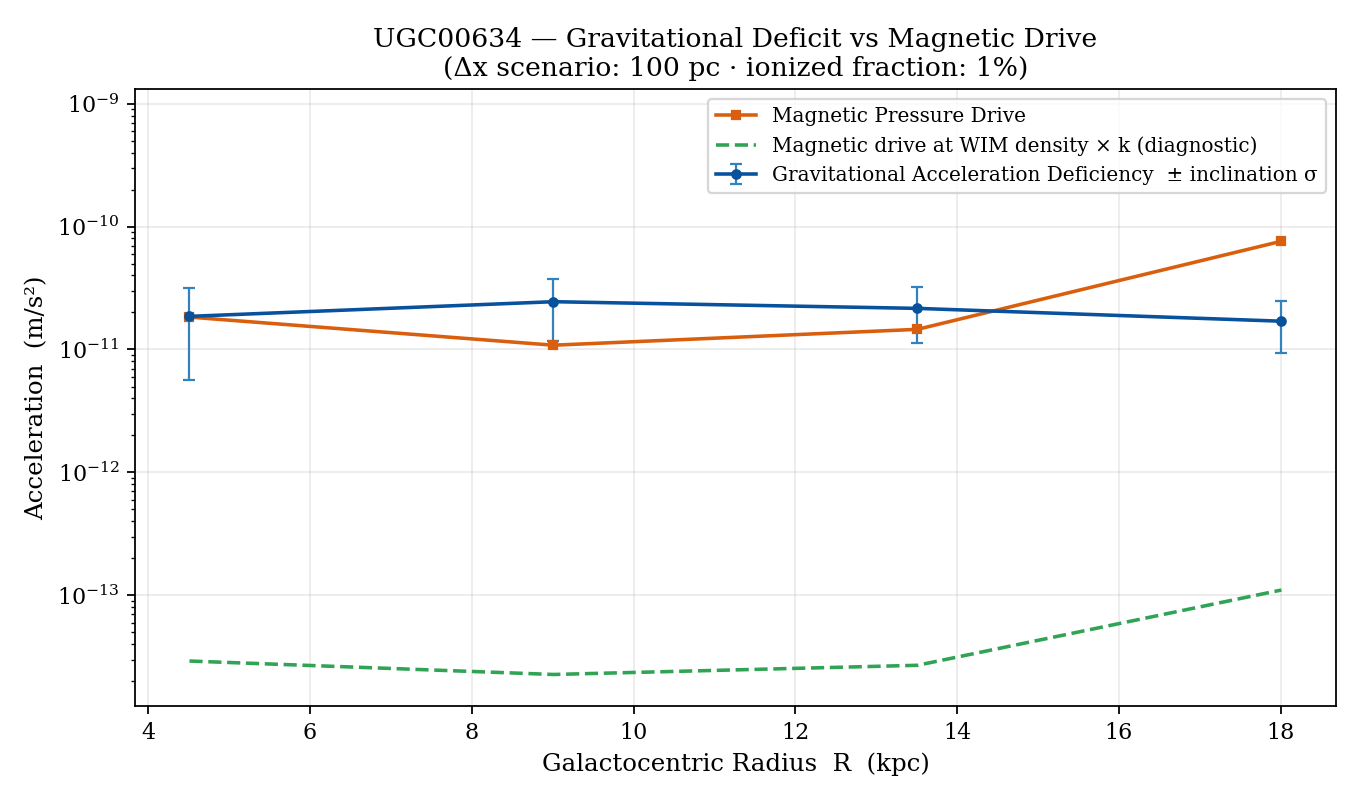 UGC00634 — Gravitational Deficit vs Magnetic Drive
(Δx scenario: 100 pc · ionized fraction: 1%)
Magnetic Pressure Drive
Magnetic drive at WIM density × k (diagnostic)
Gravitational Acceleration Deficiency ± inclination σ
Acceleration (m/s²)
10⁻⁹
10⁻¹⁰
10⁻¹¹
10⁻¹²
10⁻¹³
4 6 8 10 12 14 16 18
Galactocentric Radius R (kpc)